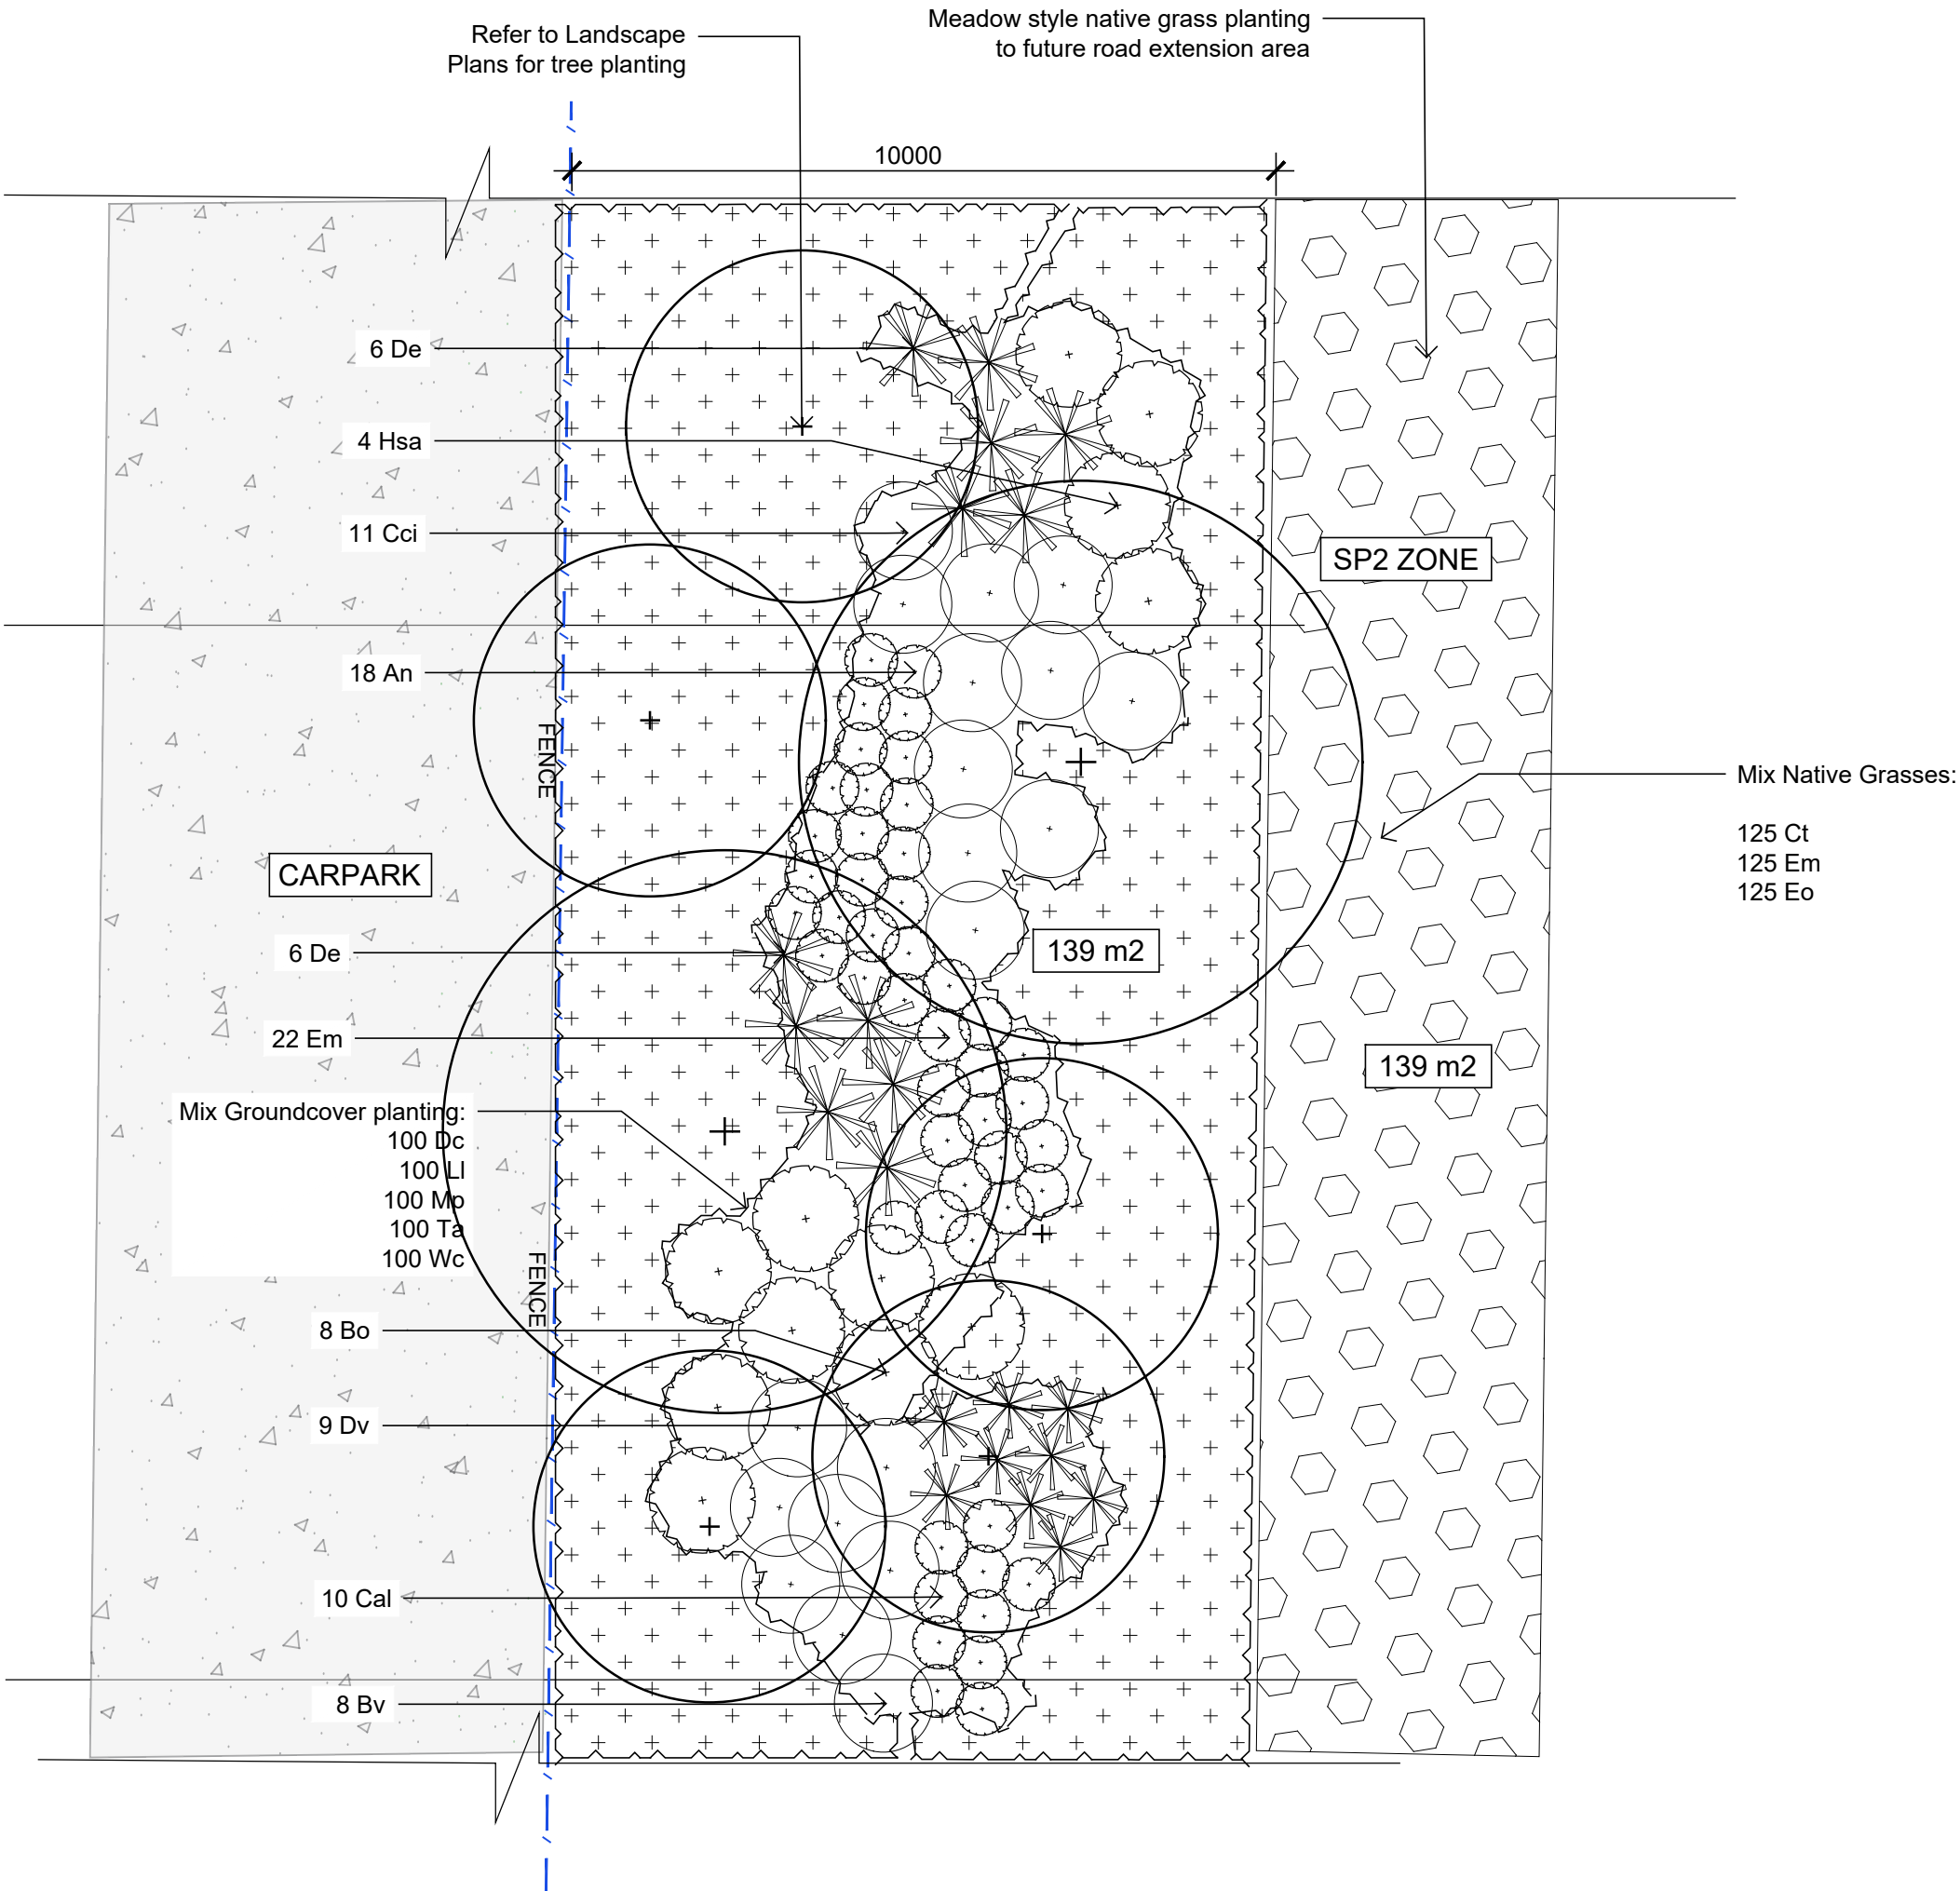 Refer to Landscape
Plans for tree planting
Meadow style native grass planting
to future road extension area
10000
6 De
4 Hsa
11 Cci
SP2 ZONE
18 An
FENCE
Mix Native Grasses:
125 Ct
125 Em
125 Eo
CARPARK
6 De
139 m2
22 Em
139 m2
Mix Groundcover planting:
100 Dc
100 Ll
100 Mp
100 Ta
100 Wc
FENCE
8 Bo
9 Dv
10 Cal
8 Bv